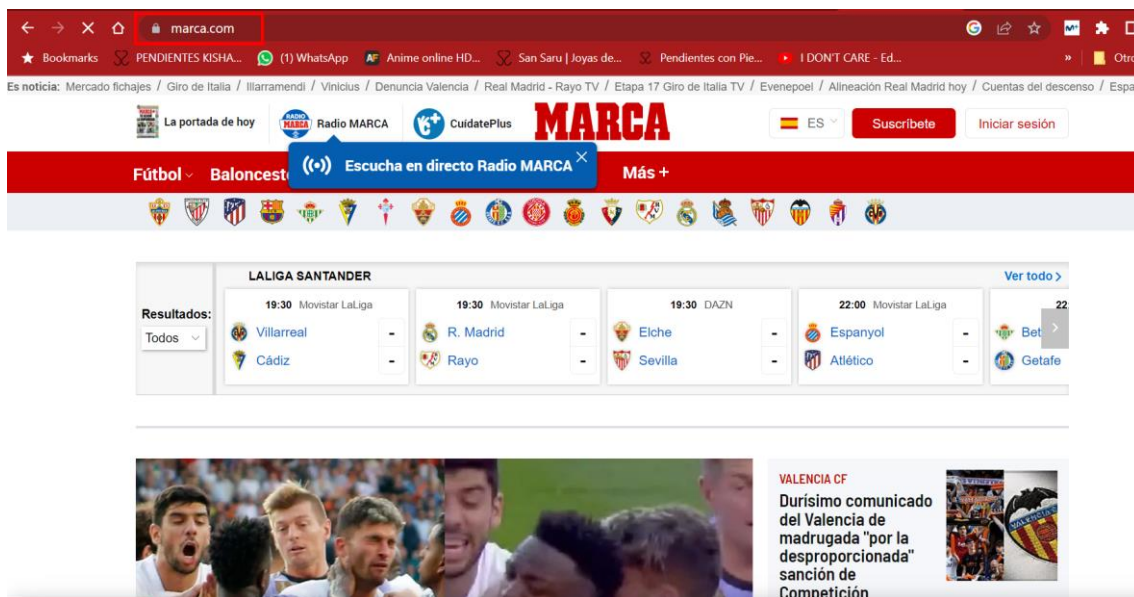 marca.com
Bookmarks PENDIENTES KISHA... (1) WhatsApp Anime online HD... San Saru | Joyas de... Pendientes con Pie... I DON'T CARE - Ed... » Otro
Es noticia: Mercado fichajes / Giro de Italia / Illarramendi / Vinicius / Denuncia Valencia / Real Madrid - Rayo TV / Etapa 17 Giro de Italia TV / Evenepoel / Alineación Real Madrid hoy / Cuentas del descenso / Espa
La portada de hoy RADIO MARCA Radio MARCA CuídatePlus MARCA ES Suscríbete Iniciar sesión
Escucha en directo Radio MARCA
Fútbol Baloncest Más +
LALIGA SANTANDER Ver todo >
Resultados:
Todos
19:30 Movistar LaLiga
Villarreal -
Cádiz -
19:30 Movistar LaLiga
R. Madrid -
Rayo -
19:30 DAZN
Elche -
Sevilla -
22:00 Movistar LaLiga
Espanyol -
Atlético -
22:
Bet
Getafe
VALENCIA CF
Durísimo comunicado
del Valencia de
madrugada "por la
desproporcionada"
sanción de
Competición